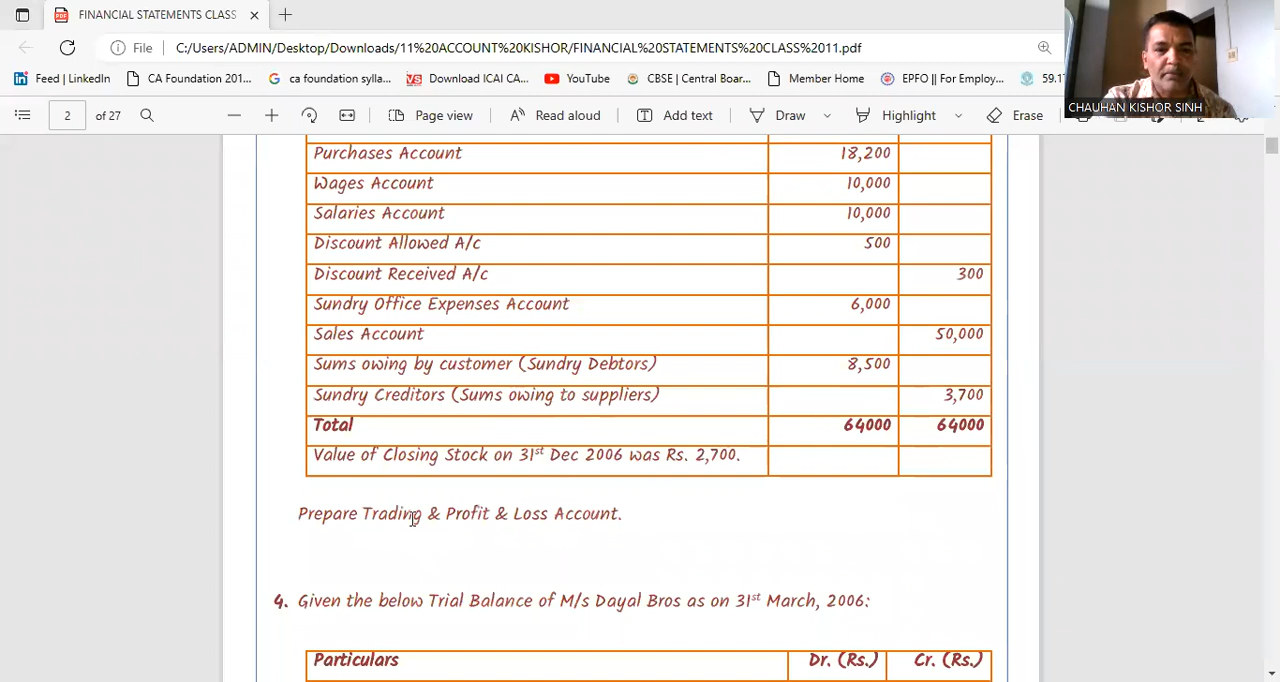 FINANCIAL STATEMENTS CLASS
File C:/Users/ADMIN/Desktop/Downloads/11%20ACCOUNT%20KISHOR/FINANCIAL%20STATEMENTS%20CLASS%2011.pdf
Feed | LinkedIn CA Foundation 201... ca foundation sylla... Download ICAI CA... YouTube CBSE | Central Boar... Member Home EPFO || For Employ... 59.1
CHAUHAN KISHOR SINH
2 of 27 Page view Read aloud Add text Draw Highlight Erase
Purchases Account 18,200
Wages Account 10,000
Salaries Account 10,000
Discount Allowed A/c 500
Discount Received A/c 300
Sundry Office Expenses Account 6,000
Sales Account 50,000
Sums owing by customer (Sundry Debtors) 8,500
Sundry Creditors (Sums owing to suppliers) 3,700
Total 64000 64000
Value of Closing Stock on 31st Dec 2006 was Rs. 2,700.
Prepare Trading & Profit & Loss Account.
4. Given the below Trial Balance of M/s Dayal Bros as on 31st March, 2006:
Particulars Dr. (Rs.) Cr. (Rs.)